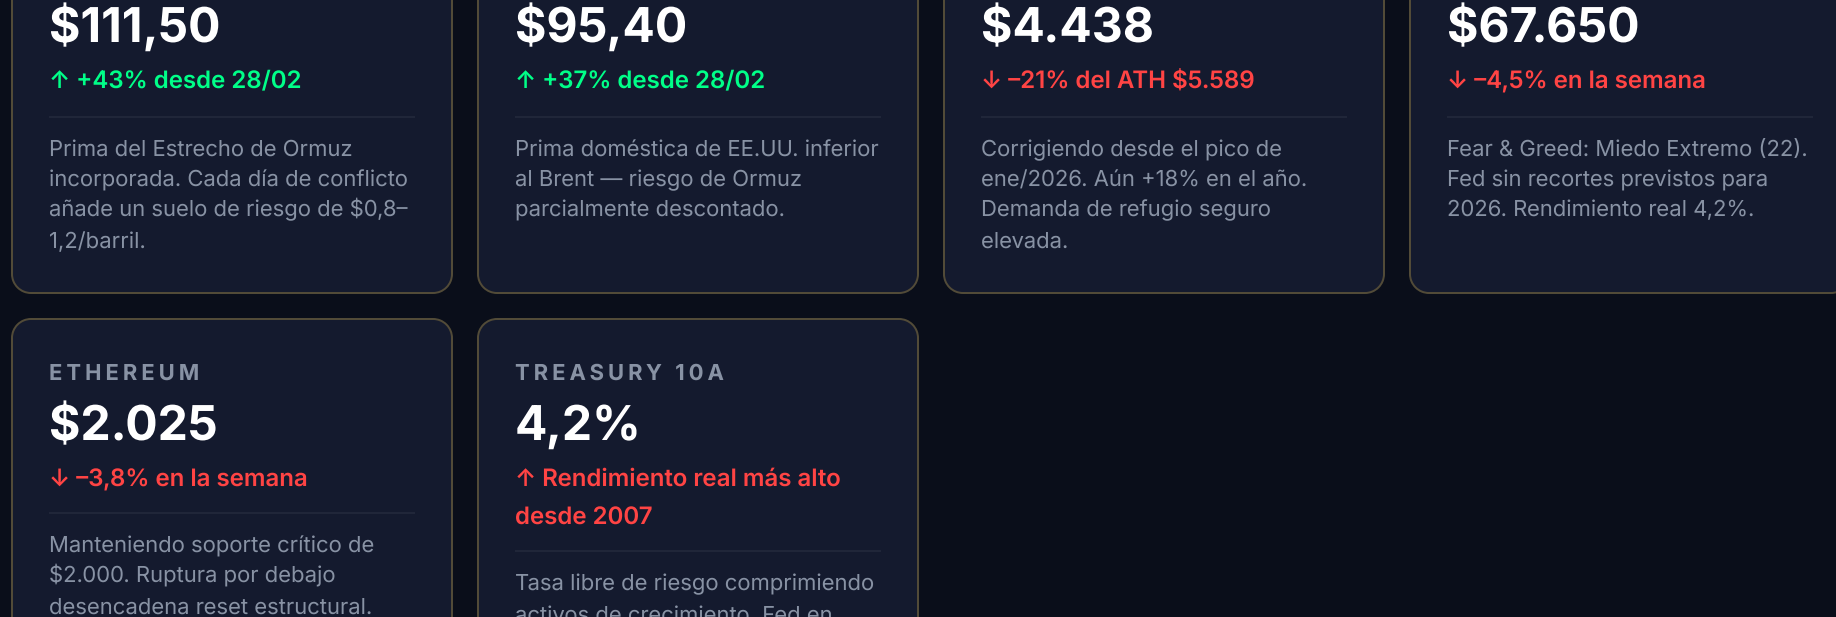 $111,50
↑ +43% desde 28/02
Prima del Estrecho de Ormuz
incorporada. Cada día de conflicto
añade un suelo de riesgo de $0,8–
1,2/barril.
$95,40
↑ +37% desde 28/02
Prima doméstica de EE.UU. inferior
al Brent — riesgo de Ormuz
parcialmente descontado.
$4.438
↓ –21% del ATH $5.589
Corrigiendo desde el pico de
ene/2026. Aún +18% en el año.
Demanda de refugio seguro
elevada.
$67.650
↓ –4,5% en la semana
Fear & Greed: Miedo Extremo (22).
Fed sin recortes previstos para
2026. Rendimiento real 4,2%.
ETHEREUM
$2.025
↓ –3,8% en la semana
Manteniendo soporte crítico de
$2.000. Ruptura por debajo
desencadena reset estructural.
TREASURY 10A
4,2%
↑ Rendimiento real más alto
desde 2007
Tasa libre de riesgo comprimiendo
activos de crecimiento. Fed en